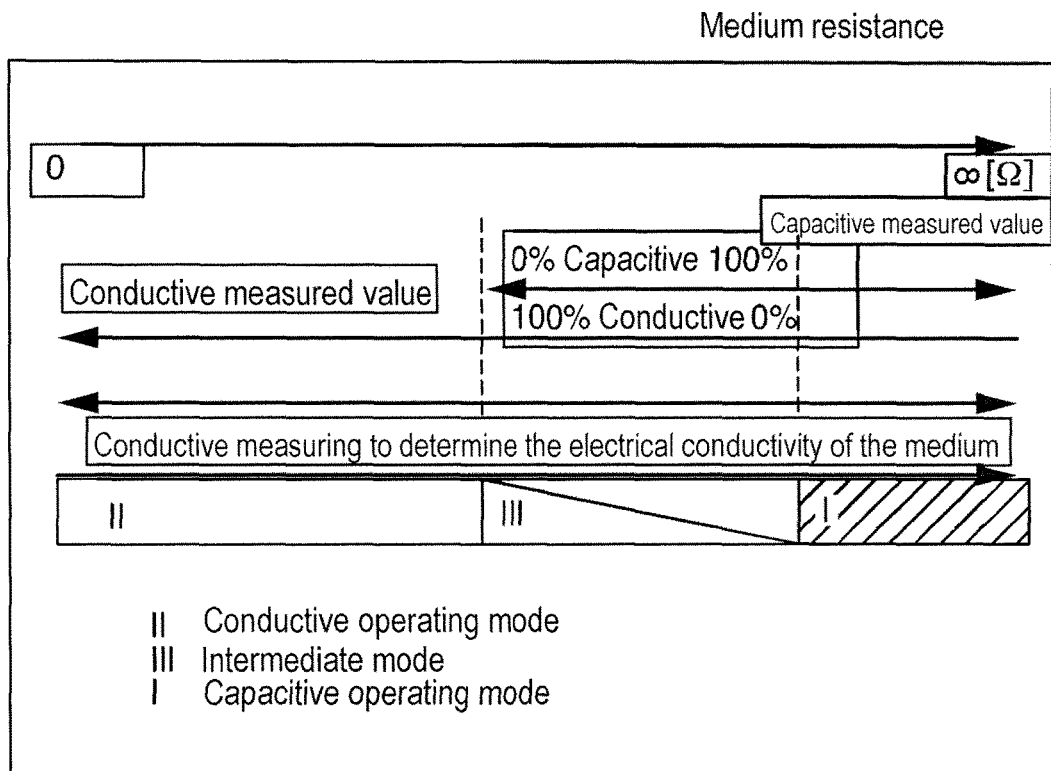 Medium resistance
0
∞ [Ω]
Capacitive measured value
0% Capacitive 100%
Conductive measured value
100% Conductive 0%
Conductive measuring to determine the electrical conductivity of the medium
II
III
I
II Conductive operating mode
III Intermediate mode
I Capacitive operating mode